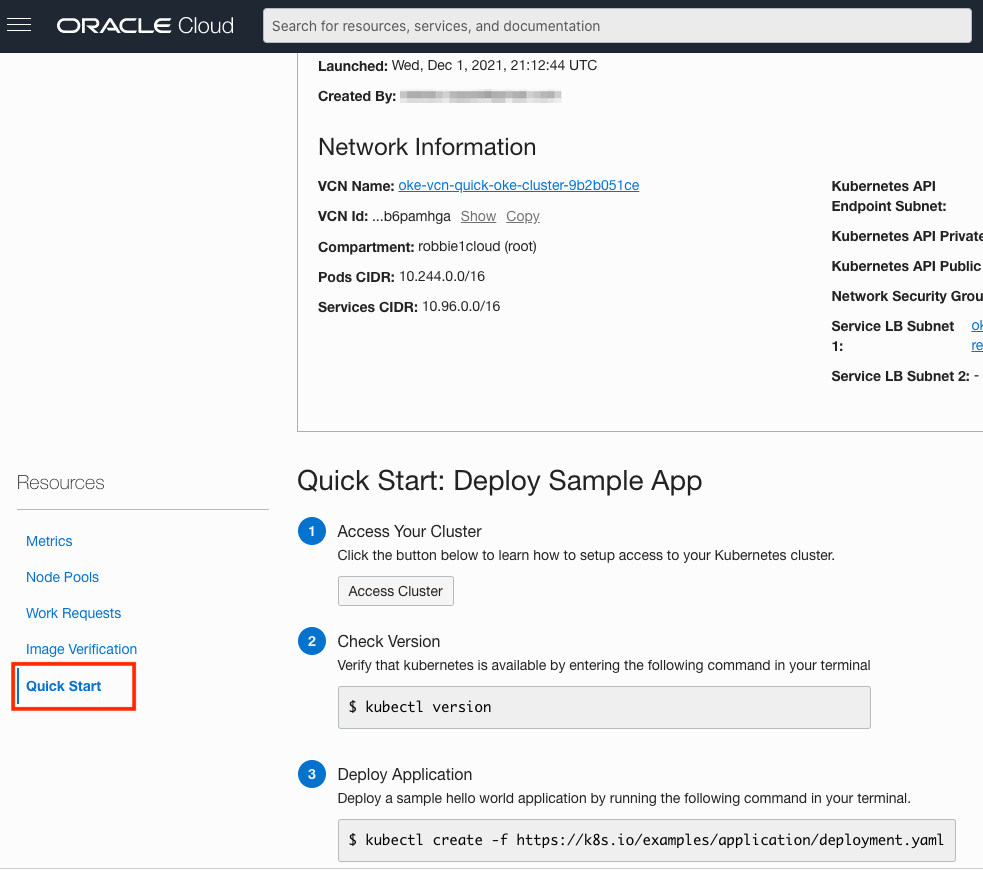 ORACLE Cloud
Search for resources, services, and documentation
Launched: Wed, Dec 1, 2021, 21:12:44 UTC
Created By:
Network Information
VCN Name: oke-vcn-quick-oke-cluster-9b2b051ce
VCN Id: ...b6pamhga Show Copy
Compartment: robbie1cloud (root)
Pods CIDR: 10.244.0.0/16
Services CIDR: 10.96.0.0/16
Kubernetes API
Endpoint Subnet:
Kubernetes API Private
Kubernetes API Public
Network Security Grou
Service LB Subnet ok
1: re
Service LB Subnet 2: -
Resources
Metrics
Node Pools
Work Requests
Image Verification
Quick Start
Quick Start: Deploy Sample App
1 Access Your Cluster
Click the button below to learn how to setup access to your Kubernetes cluster.
Access Cluster
2 Check Version
Verify that kubernetes is available by entering the following command in your terminal
$ kubectl version
3 Deploy Application
Deploy a sample hello world application by running the following command in your terminal.
$ kubectl create -f https://k8s.io/examples/application/deployment.yaml